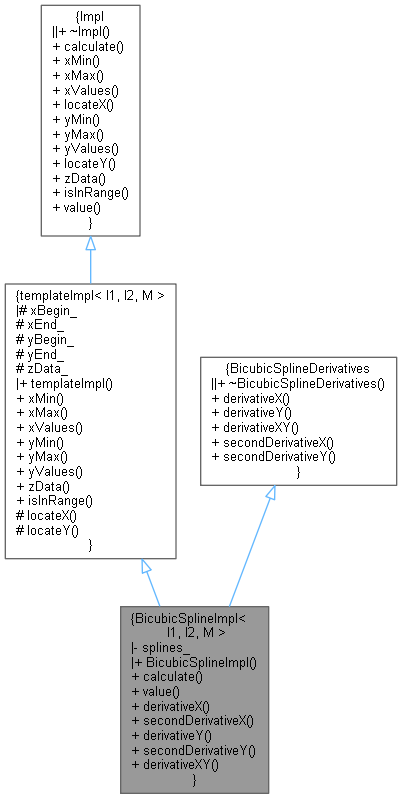 {Impl
||+ ~Impl()
+ calculate()
+ xMin()
+ xMax()
+ xValues()
+ locateX()
+ yMin()
+ yMax()
+ yValues()
+ locateY()
+ zData()
+ isInRange()
+ value()
}
{templateImpl< I1, I2, M >
|# xBegin_
# xEnd_
# yBegin_
# yEnd_
# zData_
|+ templateImpl()
+ xMin()
+ xMax()
+ xValues()
+ yMin()
+ yMax()
+ yValues()
+ zData()
+ isInRange()
# locateX()
# locateY()
}
{BicubicSplineDerivatives
||+ ~BicubicSplineDerivatives()
+ derivativeX()
+ derivativeY()
+ derivativeXY()
+ secondDerivativeX()
+ secondDerivativeY()
}
{BicubicSplineImpl<
I1, I2, M >
|- splines_
|+ BicubicSplineImpl()
+ calculate()
+ value()
+ derivativeX()
+ secondDerivativeX()
+ derivativeY()
+ secondDerivativeY()
+ derivativeXY()
}